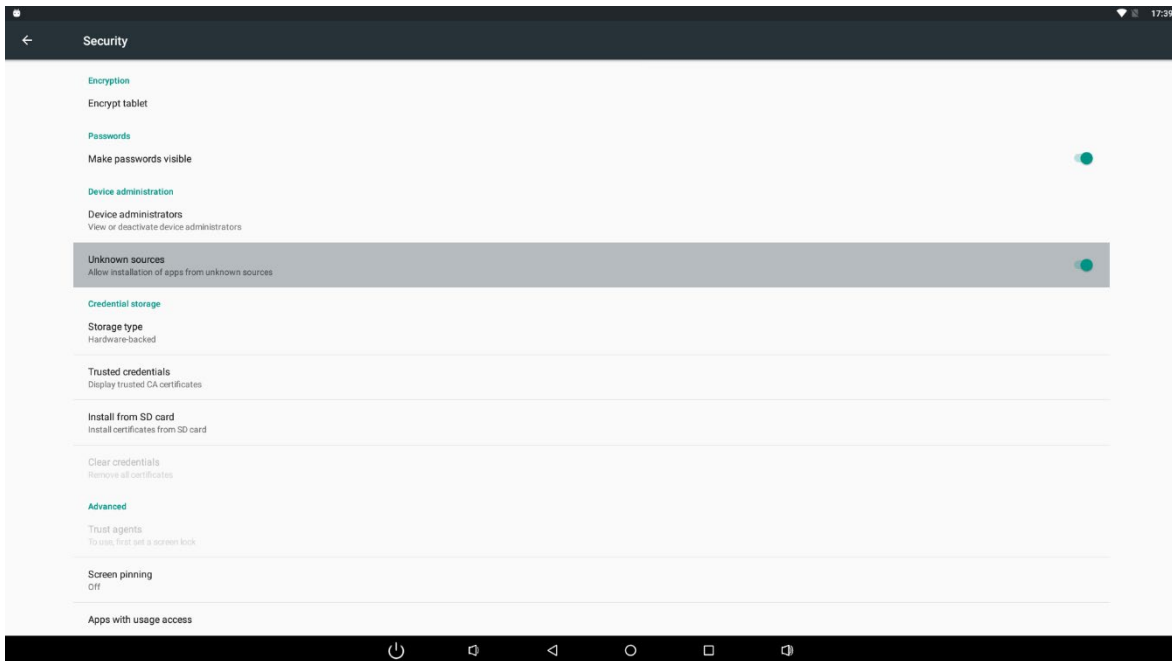 17:39
Security
Encryption
Encrypt tablet
Passwords
Make passwords visible
Device administration
Device administrators
View or deactivate device administrators
Unknown sources
Allow installation of apps from unknown sources
Credential storage
Storage type
Hardware-backed
Trusted credentials
Display trusted CA certificates
Install from SD card
Install certificates from SD card
Clear credentials
Remove all certificates
Advanced
Trust agents
To use, first set a screen lock
Screen pinning
Off
Apps with usage access